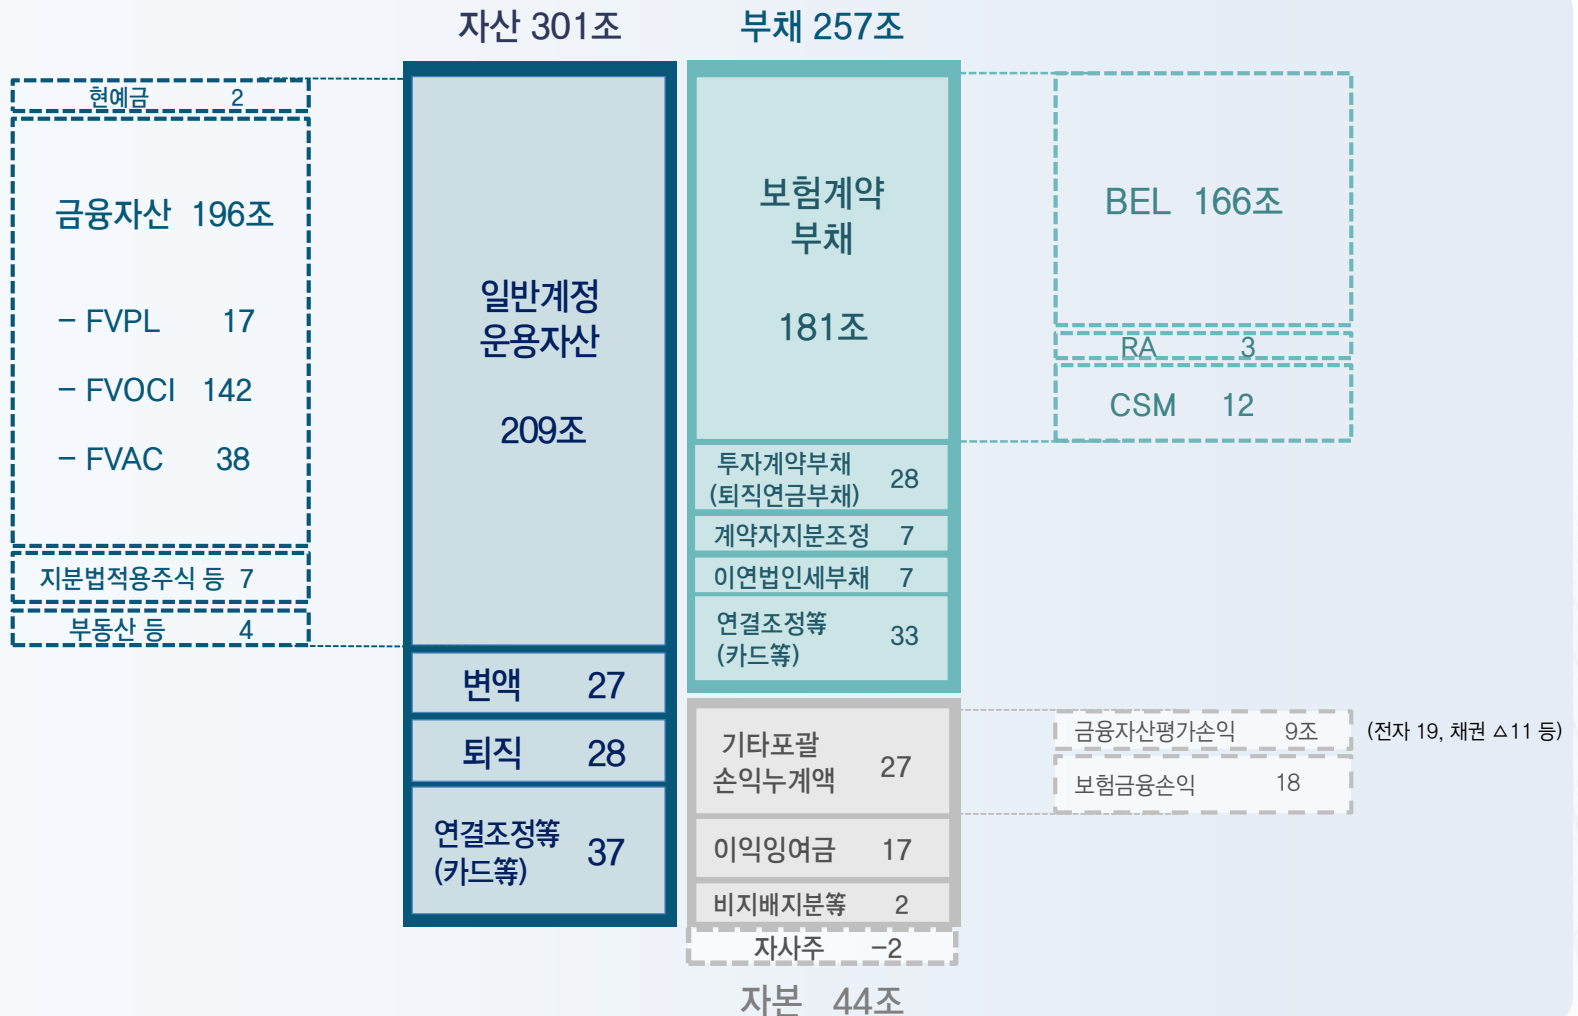 자산 301조
부채 257조
현예금 2
금융자산 196조
- FVPL 17
- FVOCI 142
- FVAC 38
지분법적용주식 등 7
부동산 등 4
일반계정
운용자산
209조
변액 27
퇴직 28
연결조정等
(카드等) 37
보험계약
부채
181조
투자계약부채
(퇴직연금부채) 28
계약자지분조정 7
이연법인세부채 7
연결조정等
(카드等) 33
BEL 166조
RA 3
CSM 12
기타포괄
손익누계액 27
이익잉여금 17
비지배지분等 2
자사주 -2
자본 44조
금융자산평가손익 9조 (전자 19, 채권 △11 등)
보험금융손익 18